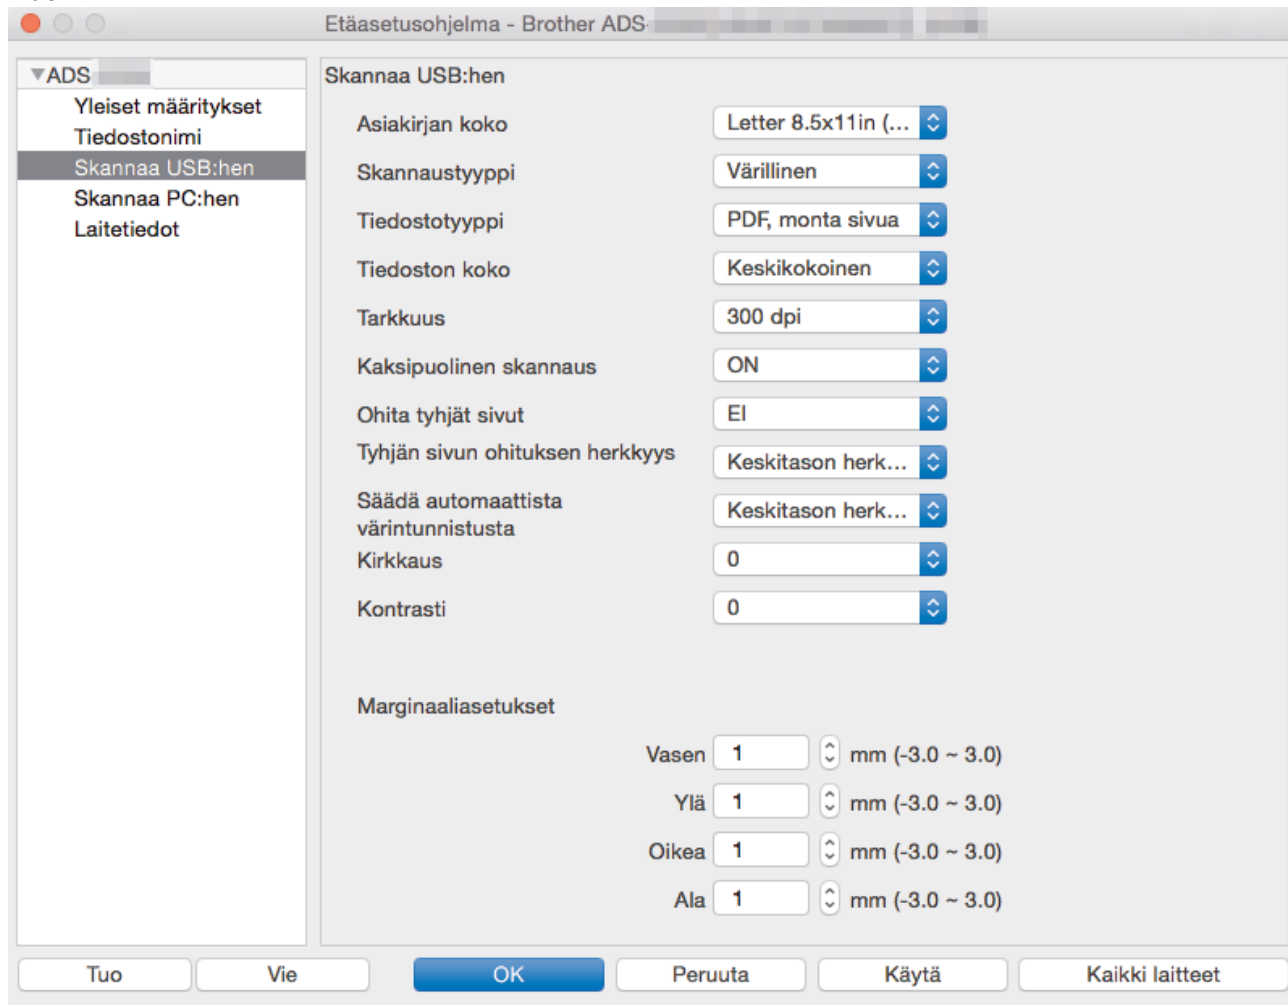 Etäasetusohjelma - Brother ADS-
ADS
Yleiset määritykset
Tiedostonimi
Skannaa USB:hen
Skannaa PC:hen
Laitetiedot
Skannaa USB:hen
Asiakirjan koko Letter 8.5x11in (...
Skannaustyyppi Värillinen
Tiedostotyyppi PDF, monta sivua
Tiedoston koko Keskikokoinen
Tarkkuus 300 dpi
Kaksipuolinen skannaus ON
Ohita tyhjät sivut EI
Tyhjän sivun ohituksen herkkyys Keskitason herk...
Säädä automaattista
värintunnistusta Keskitason herk...
Kirkkaus 0
Kontrasti 0
Marginaaliasetukset
Vasen 1 mm (-3.0 ~ 3.0)
Ylä 1 mm (-3.0 ~ 3.0)
Oikea 1 mm (-3.0 ~ 3.0)
Ala 1 mm (-3.0 ~ 3.0)
Tuo Vie OK Peruuta Käytä Kaikki laitteet